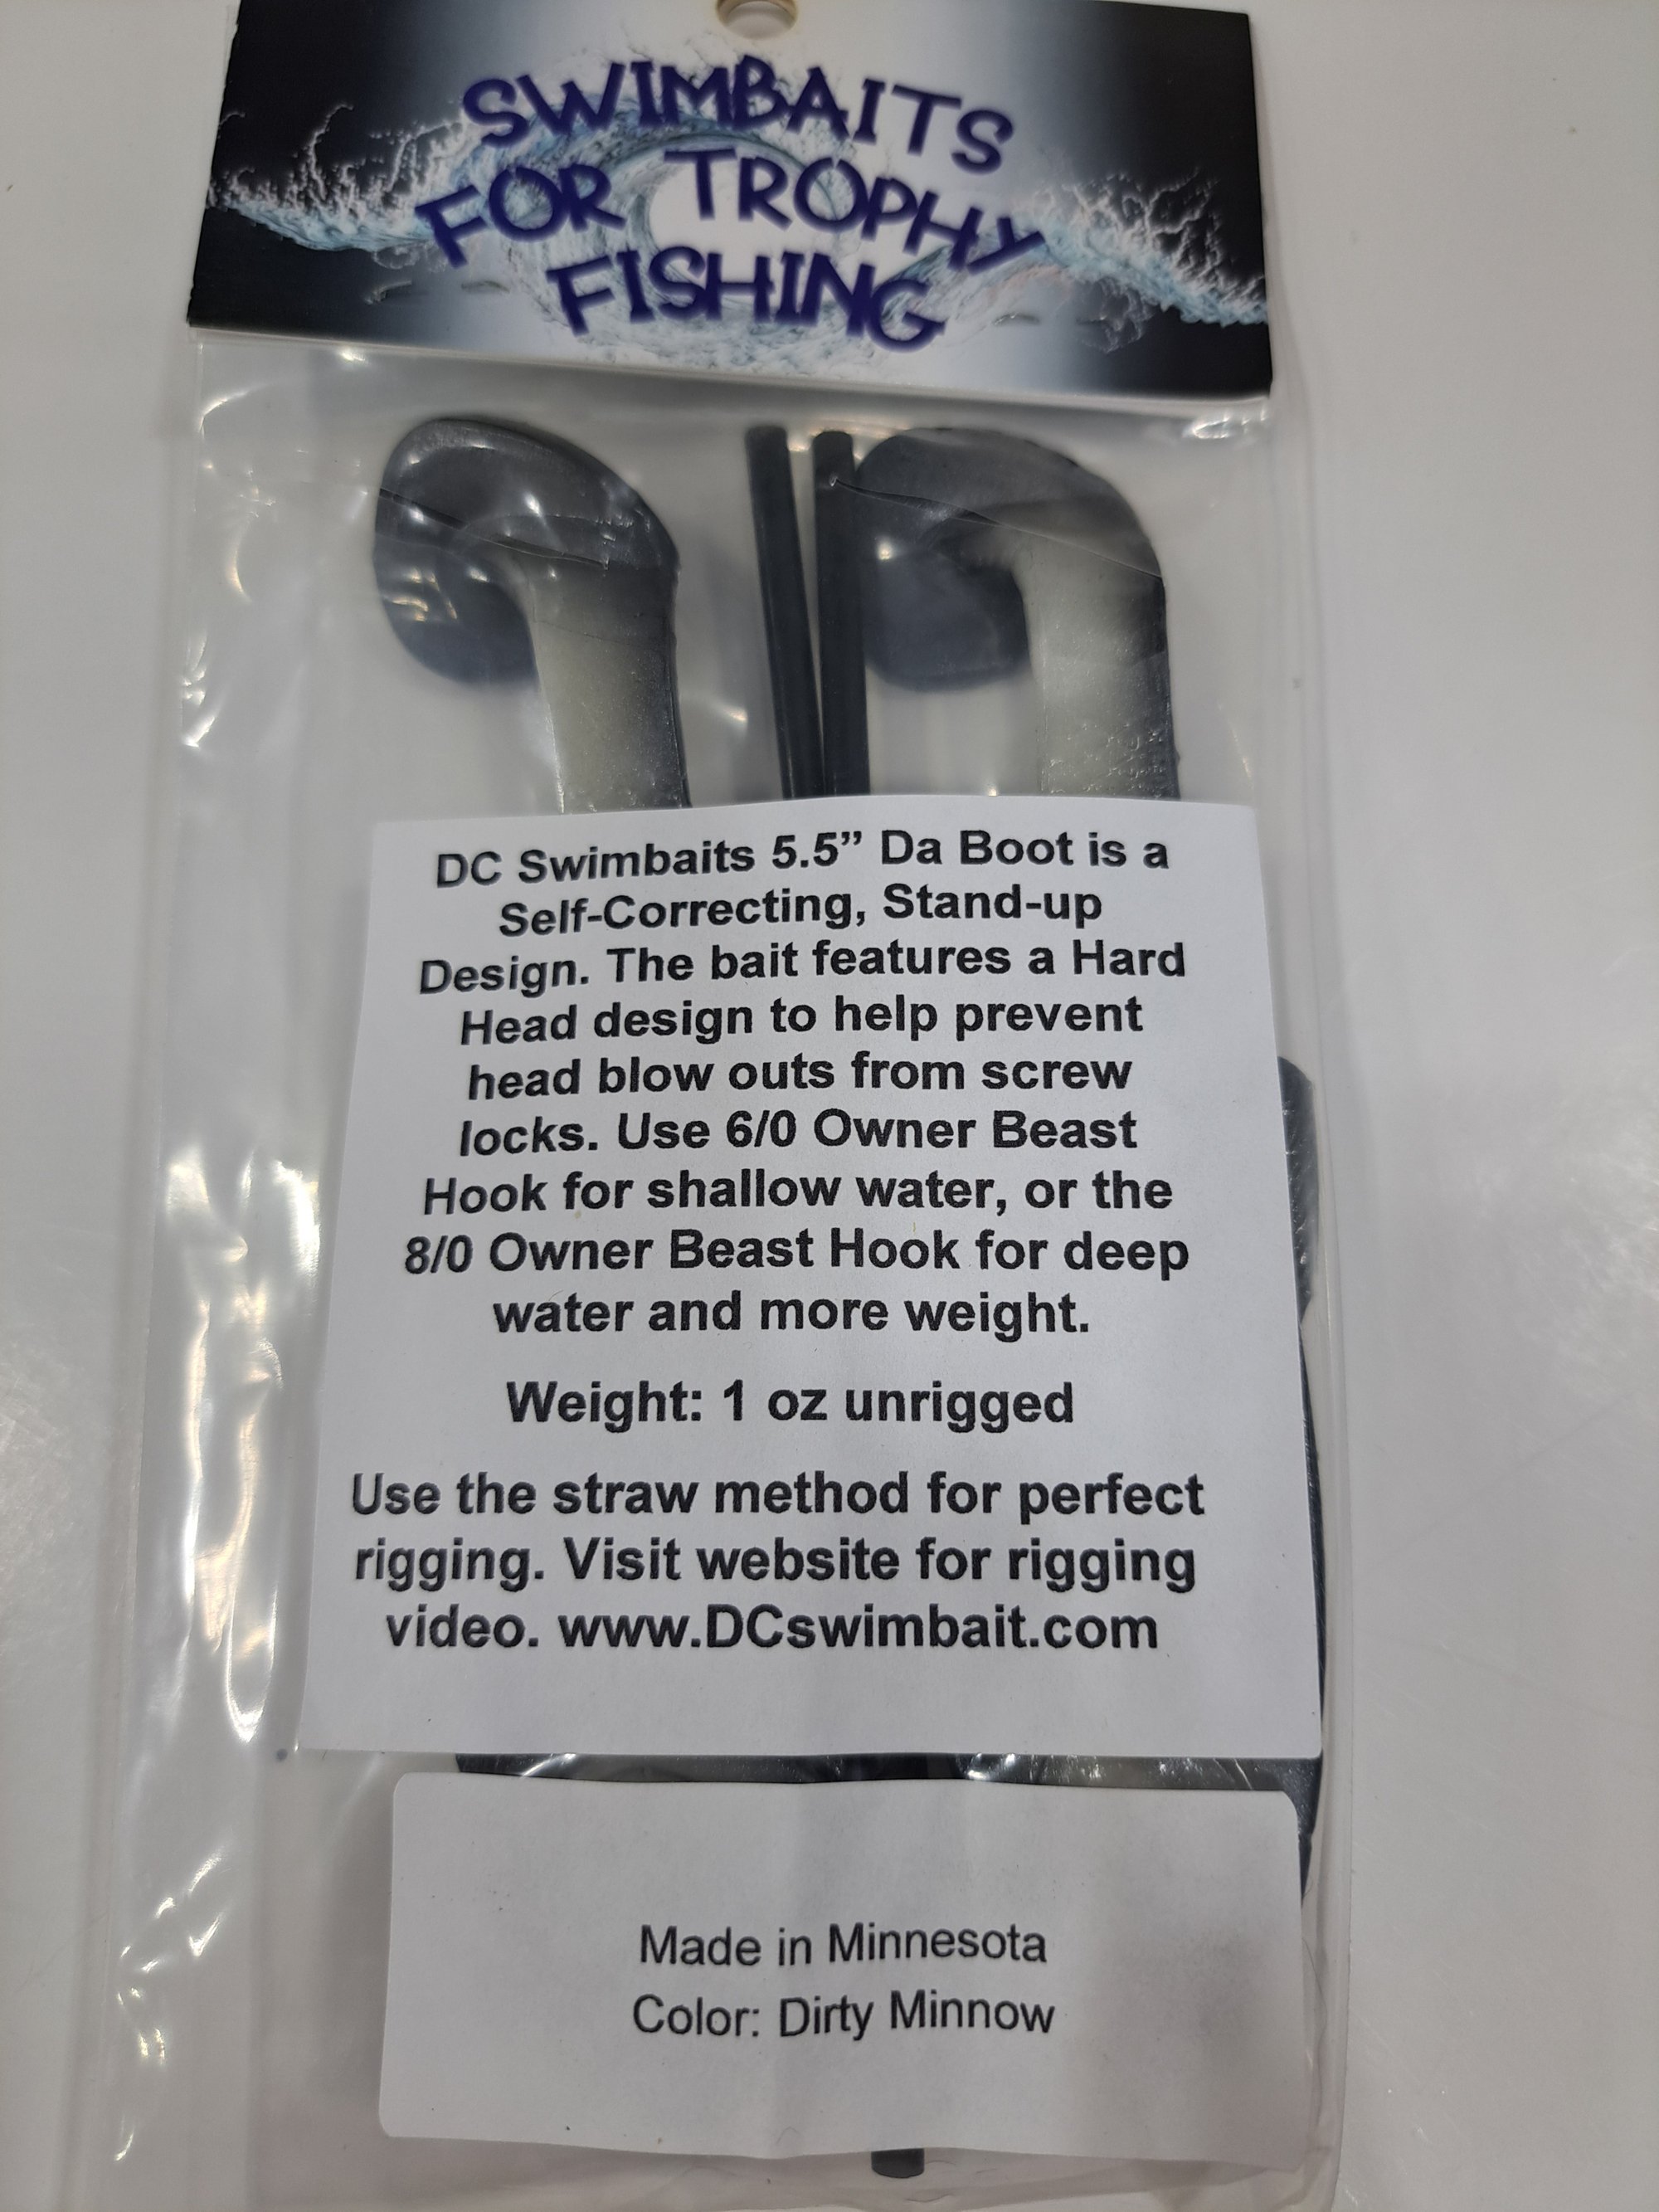 SWIMBAITS
FOR TROPHY
FISHING
DC Swimbaits 5.5” Da Boot is a
Self-Correcting, Stand-up
Design. The bait features a Hard
Head design to help prevent
head blow outs from screw
locks. Use 6/0 Owner Beast
Hook for shallow water, or the
8/0 Owner Beast Hook for deep
water and more weight.
Weight: 1 oz unrigged
Use the straw method for perfect
rigging. Visit website for rigging
video. www.DCswimbait.com
Made in Minnesota
Color: Dirty Minnow